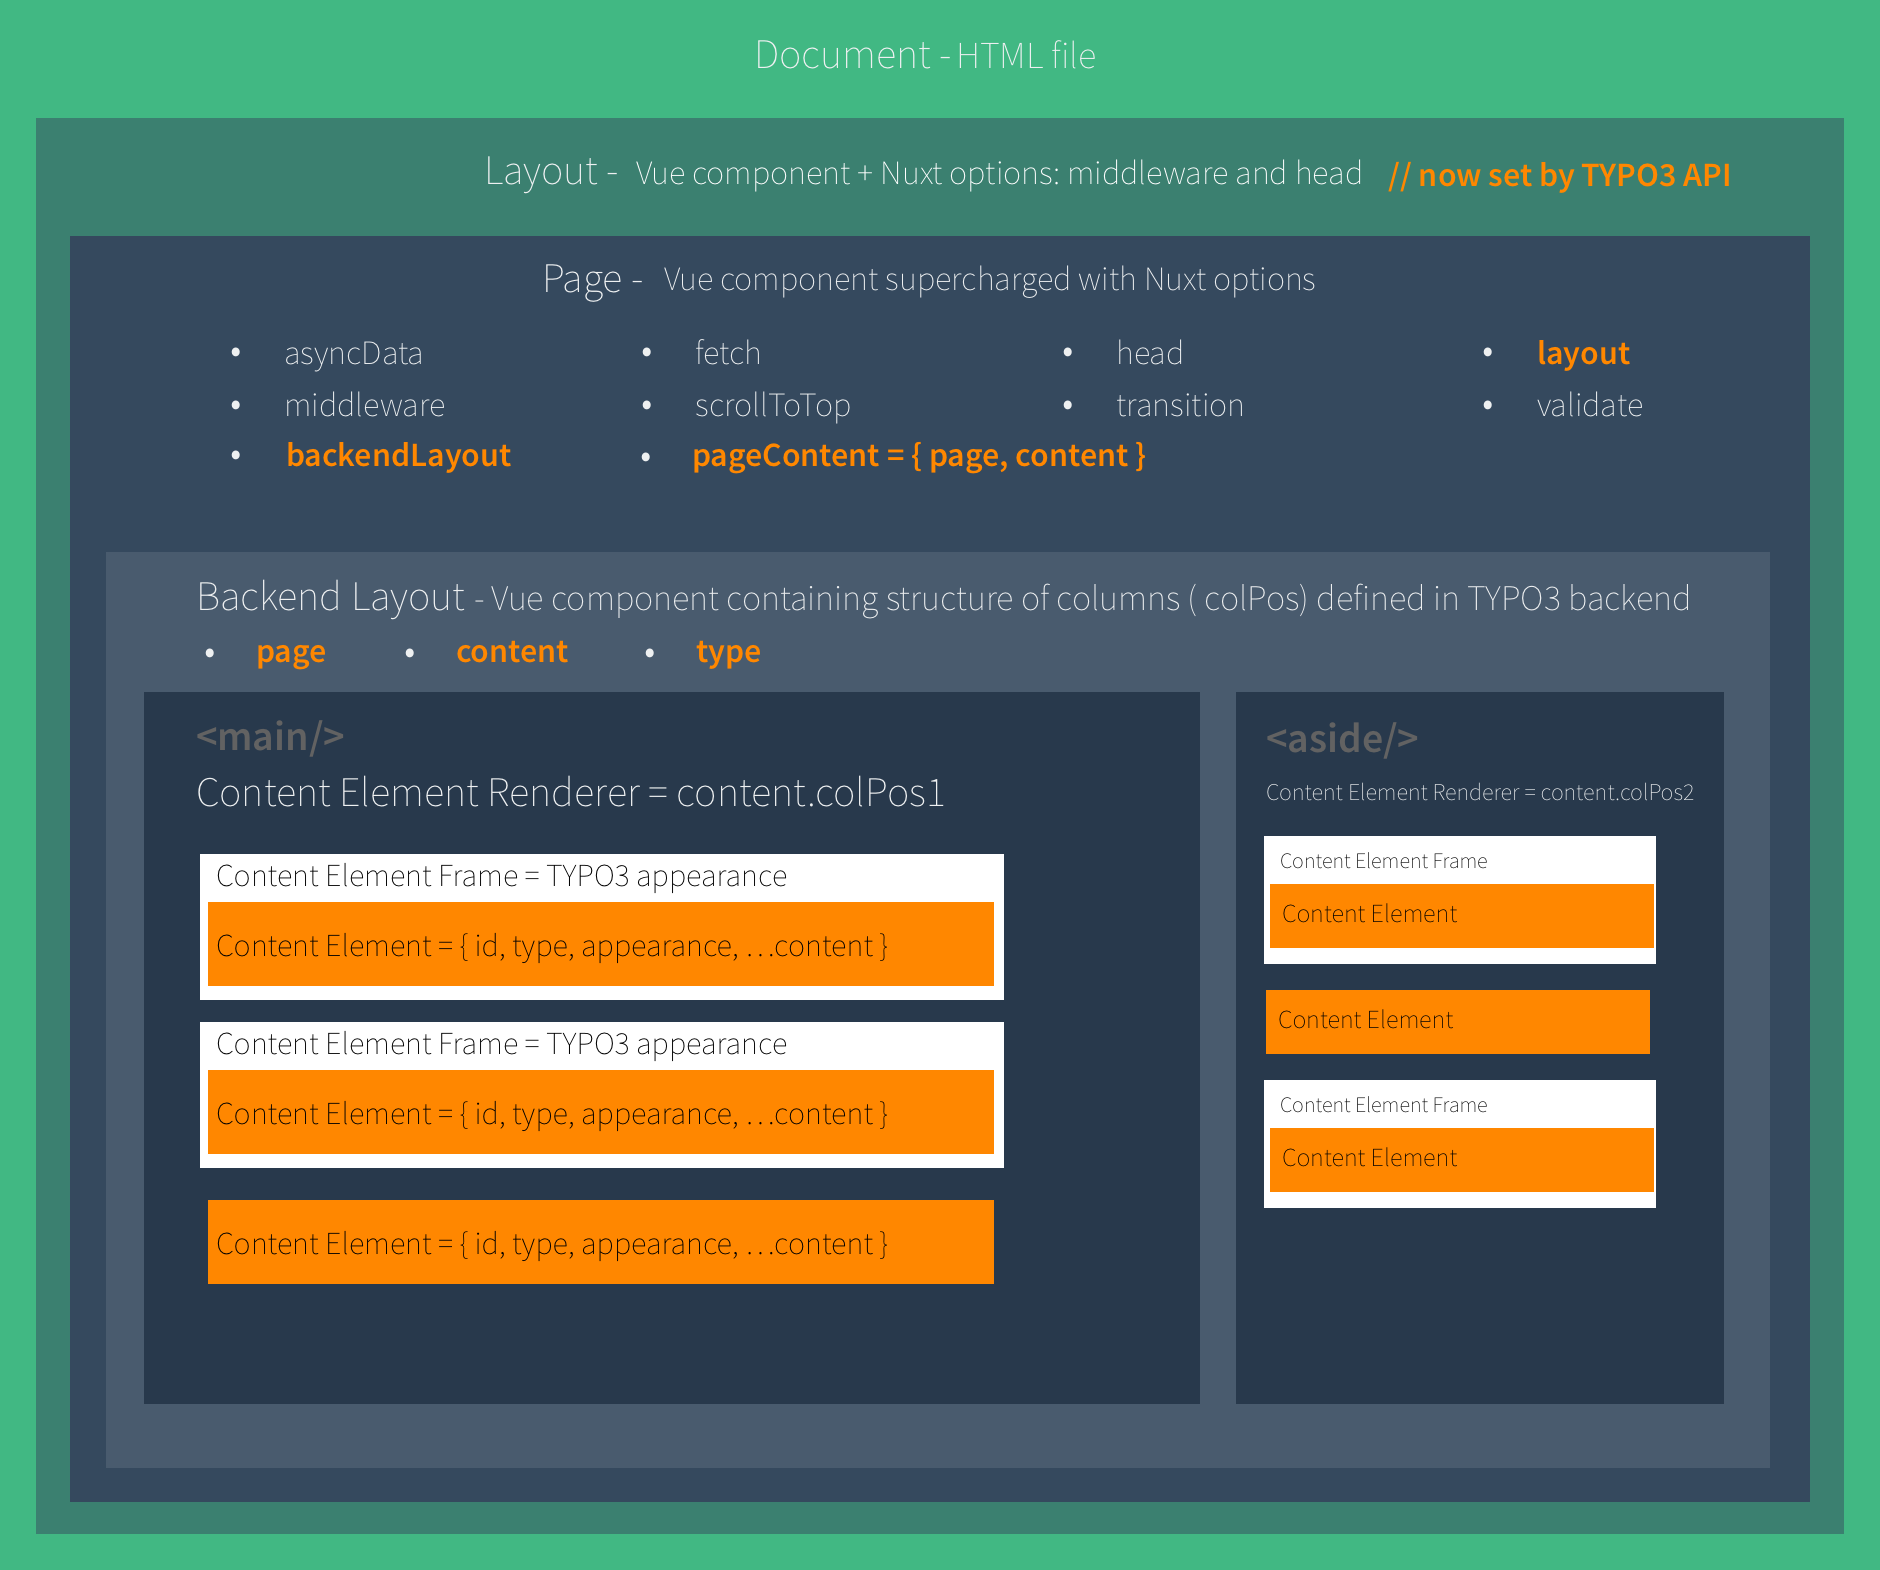 Document - HTML file
Layout - Vue component + Nuxt options: middleware and head // now set by TYPO3 API
Page - Vue component supercharged with Nuxt options
• asyncData • fetch • head • layout
• middleware • scrollToTop • transition • validate
• backendLayout • pageContent = { page, content }
Backend Layout - Vue component containing structure of columns ( colPos) defined in TYPO3 backend
• page • content • type
<main/>
Content Element Renderer = content.colPos1
Content Element Frame = TYPO3 appearance
Content Element = { id, type, appearance, …content }
Content Element Frame = TYPO3 appearance
Content Element = { id, type, appearance, …content }
Content Element = { id, type, appearance, …content }
<aside/>
Content Element Renderer = content.colPos2
Content Element Frame
Content Element
Content Element
Content Element Frame
Content Element